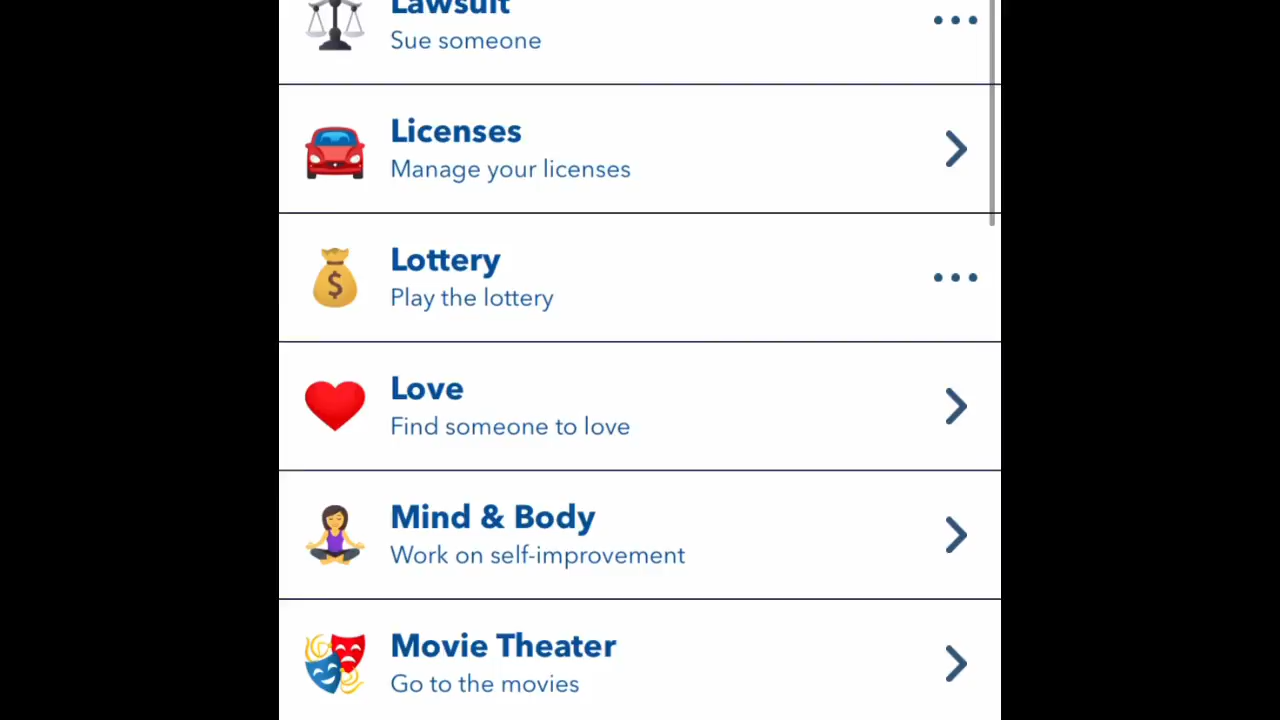 Lawsuit
Sue someone
Licenses
Manage your licenses
Lottery
Play the lottery
Love
Find someone to love
Mind & Body
Work on self-improvement
Movie Theater
Go to the movies